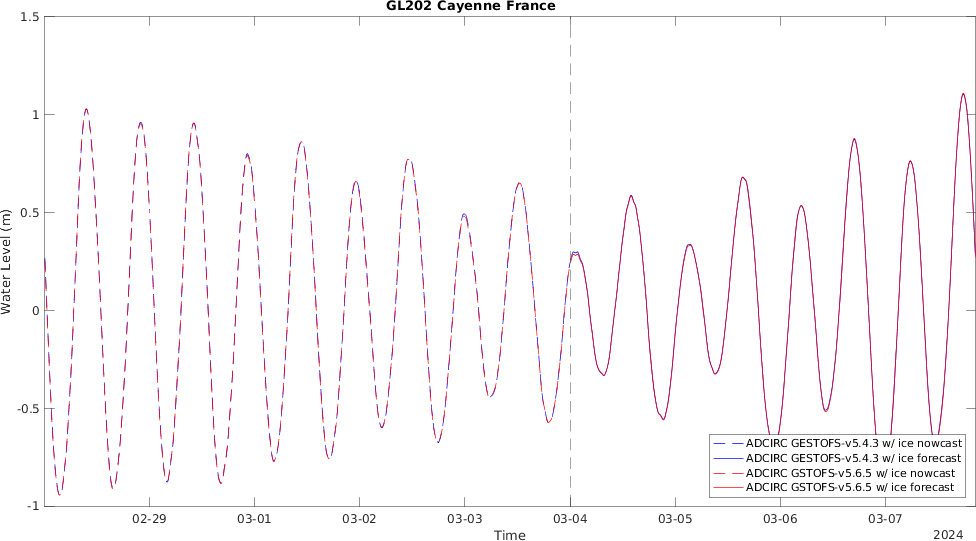 GL202 Cayenne France
1.5
1
0.5
0
-0.5
-1
Water Level (m)
02-29
03-01
03-02
03-03
03-04
03-05
03-06
03-07
Time
2024
ADCIRC GESTOFS-v5.4.3 w/ ice nowcast
ADCIRC GESTOFS-v5.4.3 w/ ice forecast
ADCIRC GSTOFS-v5.6.5 w/ ice nowcast
ADCIRC GSTOFS-v5.6.5 w/ ice forecast